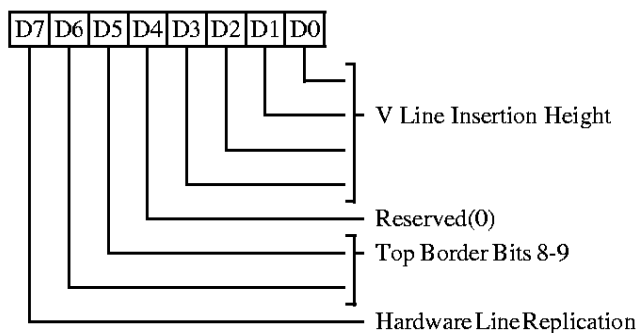 D7 D6 D5 D4 D3 D2 D1 D0
V Line Insertion Height
Reserved(0)
Top Border Bits 8-9
Hardware Line Replication